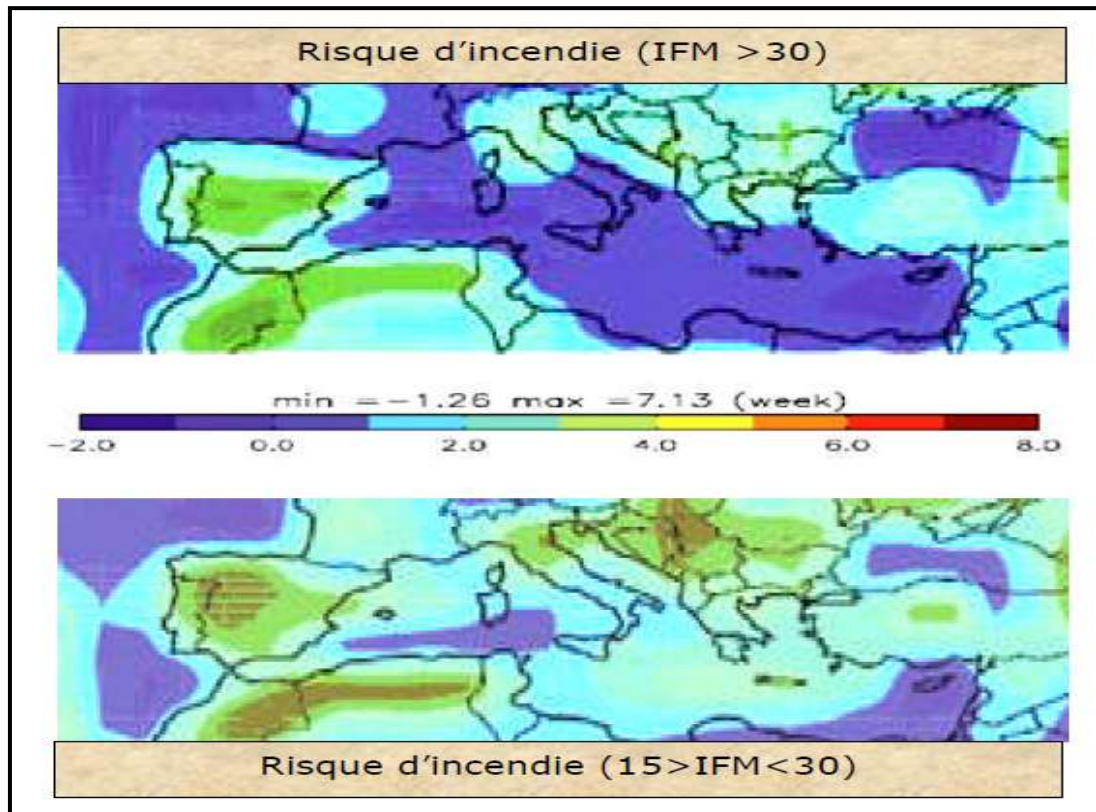 Risque d’incendie (IFM >30)
min =−1.26 max =7.13 (week)
−2.0 0.0 2.0 4.0 6.0 8.0
Risque d’incendie (15>IFM<30)